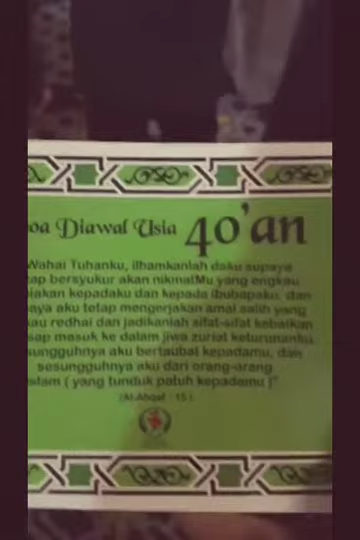 oa Diawal Usia 40'an
Wahai Tuhanku, ilhamkanlah daku supaya
ap bersyukur akan nikmatMu yang engkau
iakan kepadaku dan kepada ibubapaku, dan
aya aku tetap mengerjakan amal salih yang
au redhai dan jadikanlah sifat-sifat kebaikan
sap masuk ke dalam jiwa zuriat keturunanku
sungguhnya aku bertaubat kepadamu, dan
sesungguhnya aku dari orang-orang
slam ( yang tunduk patuh kepadamu )"
(Al-Ahqaf : 15 )